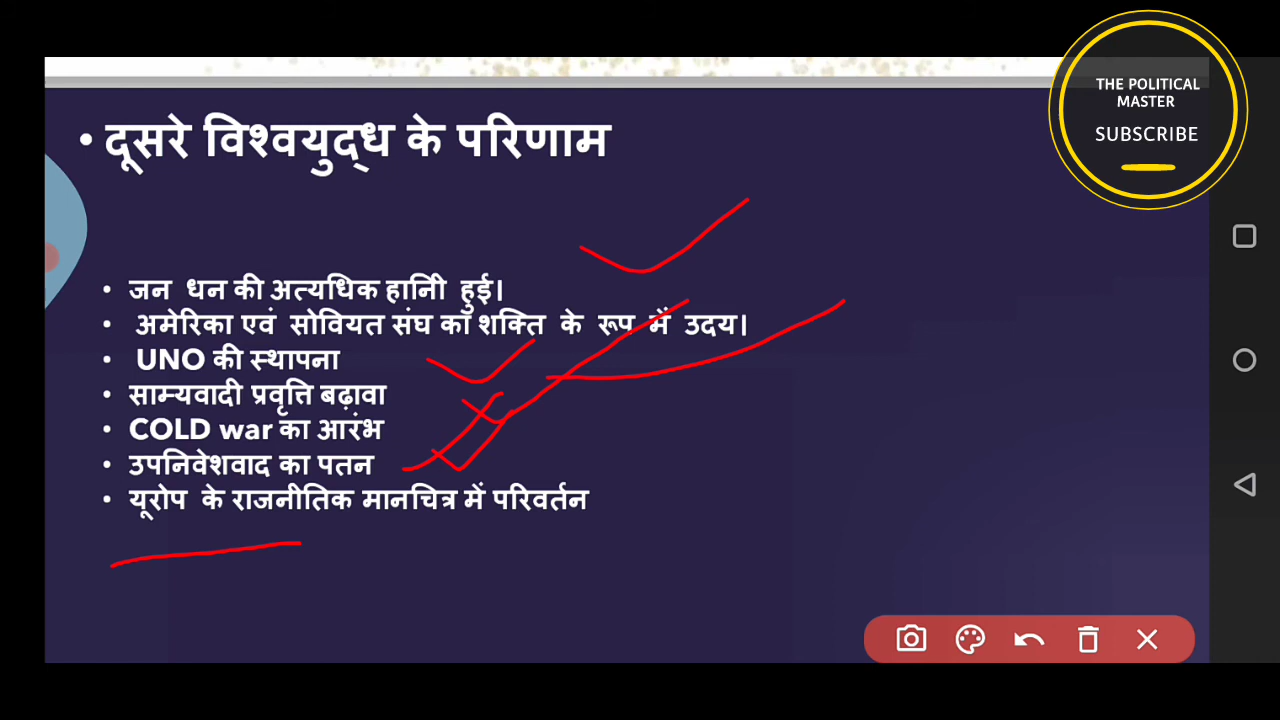 • दूसरे विश्वयुद्ध के परिणाम
• जन धन की अत्यधिक हानिी हुई।
• अमेरिका एवं सोवियत संघ का शक्ति के रूप में उदय।
• UNO की स्थापना
• साम्यवादी प्रवृत्ति बढ़ावा
• COLD war का आरंभ
• उपनिवेशवाद का पतन
• यूरोप के राजनीतिक मानचित्र में परिवर्तन
THE POLITICAL
MASTER
SUBSCRIBE